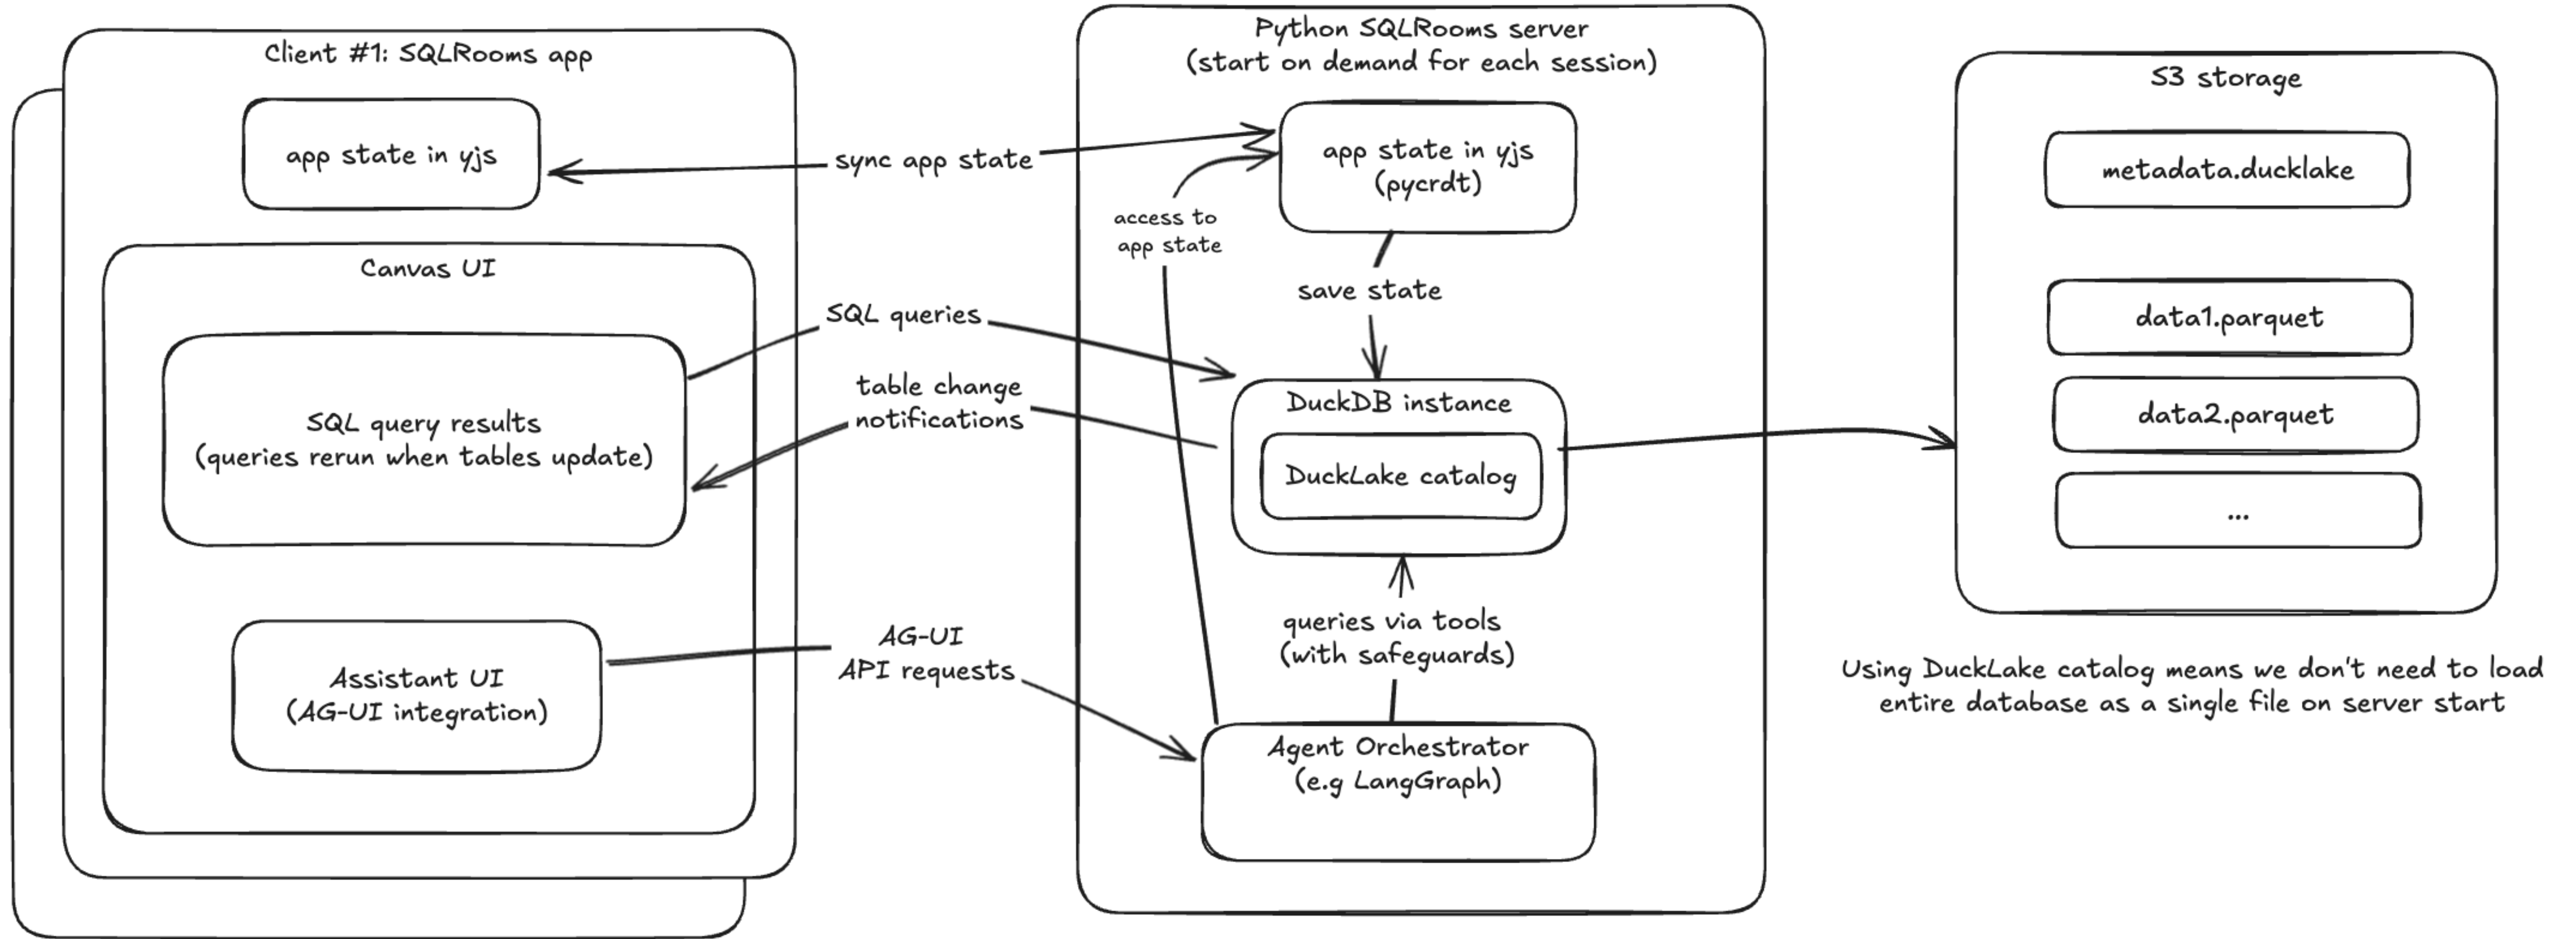 Client #1: SQLRooms app
app state in yjs
Canvas UI
SQL query results
(queries rerun when tables update)
Assistant UI
(AG-UI integration)
sync app state
SQL queries
table change
notifications
AG-UI
API requests
Python SQLRooms server
(start on demand for each session)
app state in yjs
(pycrdt)
access to
app state
save state
DuckDB instance
DuckLake catalog
queries via tools
(with safeguards)
Agent Orchestrator
(e.g LangGraph)
S3 storage
metadata.ducklake
data1.parquet
data2.parquet
...
Using DuckLake catalog means we don't need to load
entire database as a single file on server start